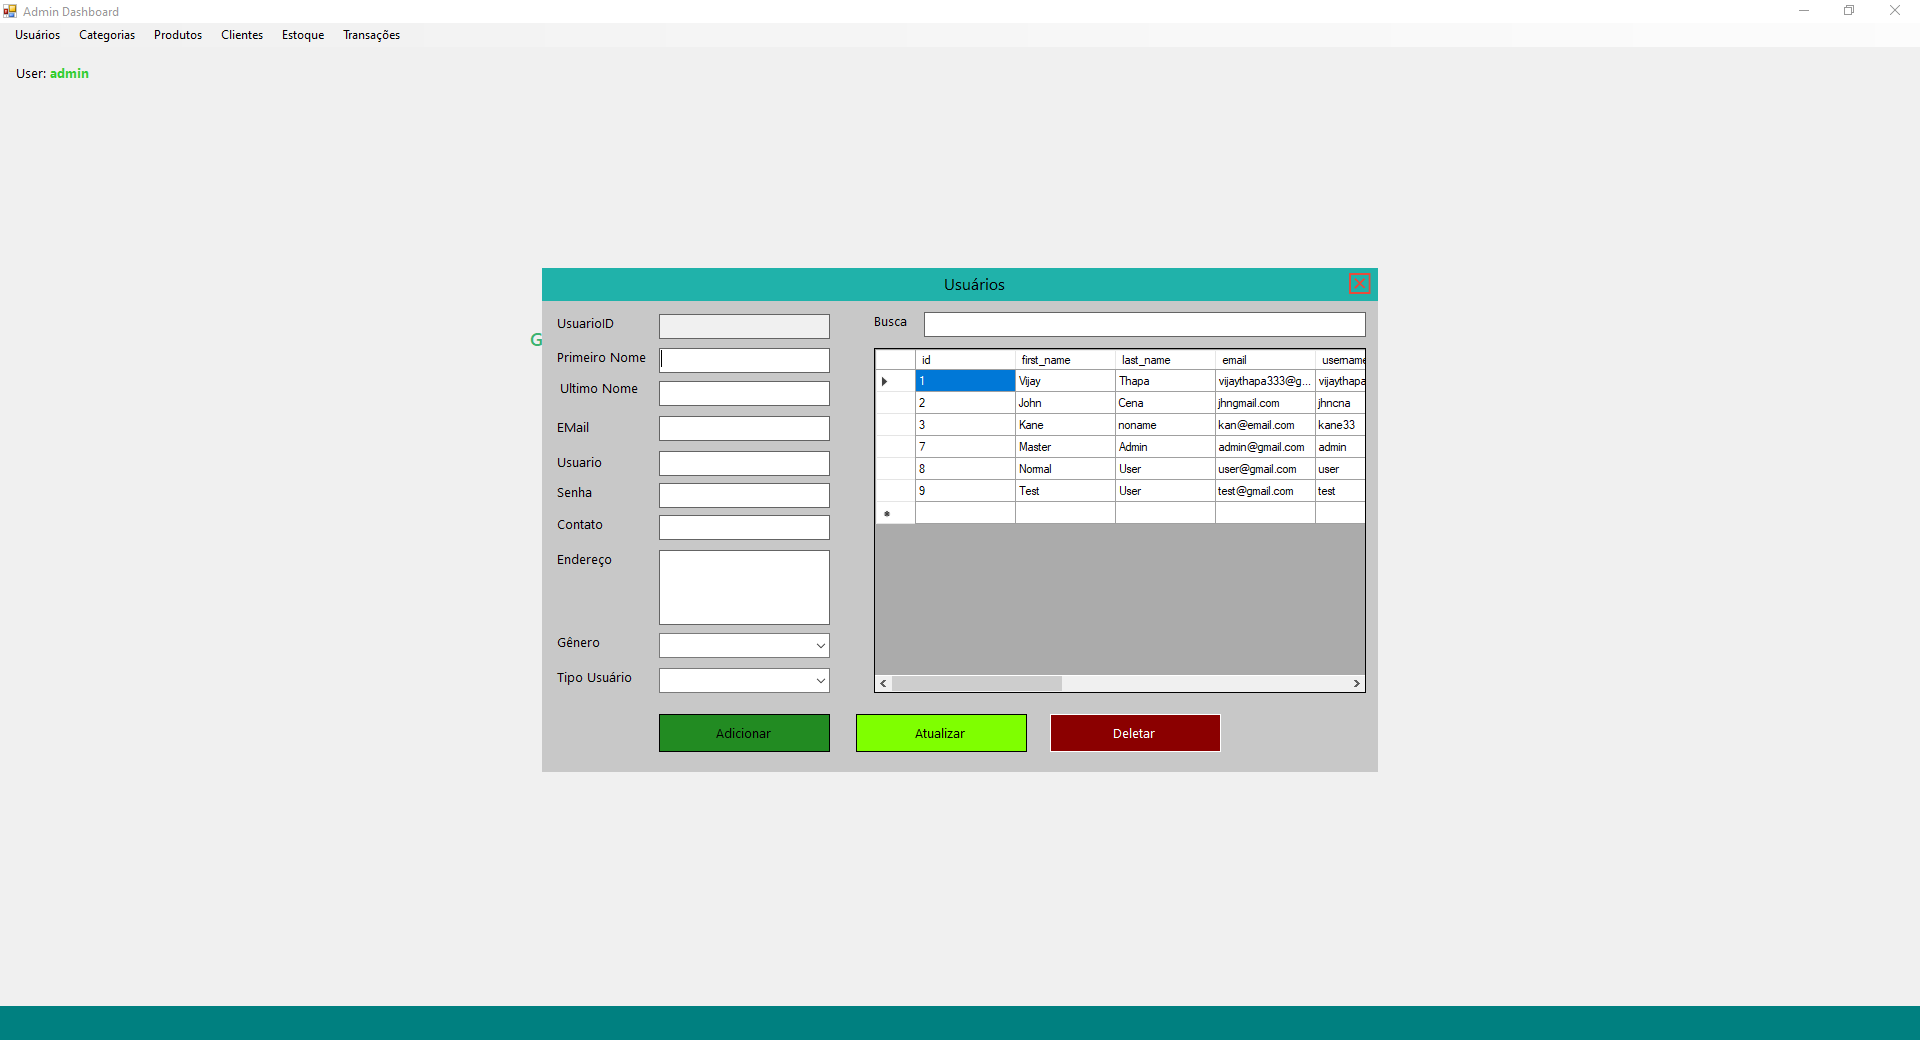 Admin Dashboard
Usuários Categorias Produtos Clientes Estoque Transações
User: admin
G
Usuários
UsuarioID
Primeiro Nome
Ultimo Nome
EMail
Usuario
Senha
Contato
Endereço
Gênero
Tipo Usuário
Busca
id first_name last_name email username
1 Vijay Thapa vijaythapa333@g... vijaythapa
2 John Cena jhngmail.com jhncna
3 Kane noname kan@email.com kane33
7 Master Admin admin@gmail.com admin
8 Normal User user@gmail.com user
9 Test User test@gmail.com test
Adicionar Atualizar Deletar